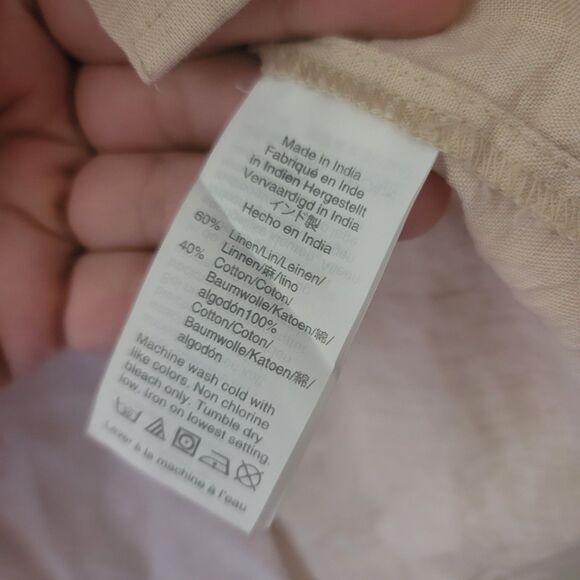 Made in India
Fabriqué en Inde
in Indien Hergestellt
Vervaardigd in India
インド製
Hecho en India
60% Linen/Lin/Leinen/
Linnen/麻/lino
40% Cotton/Coton/
Baumwolle/Katoen/綿/
algodón100%
Cotton/Coton/
Baumwolle/Katoen/綿/
algodón
Machine wash cold with
like colors. Non chlorine
bleach only. Tumble dry
low. Iron on lowest setting.
à la machine à l'eau